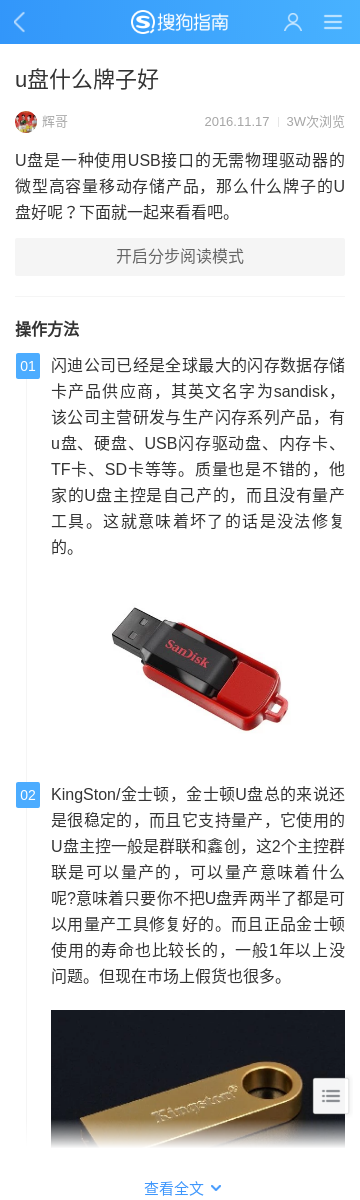 搜狗指南
u盘什么牌子好
辉哥
2016.11.17 | 3W次浏览
U盘是一种使用USB接口的无需物理驱动器的
微型高容量移动存储产品，那么什么牌子的U
盘好呢？下面就一起来看看吧。
开启分步阅读模式
操作方法
01
闪迪公司已经是全球最大的闪存数据存储
卡产品供应商，其英文名字为sandisk，
该公司主营研发与生产闪存系列产品，有
u盘、硬盘、USB闪存驱动盘、内存卡、
TF卡、SD卡等等。质量也是不错的，他
家的U盘主控是自己产的，而且没有量产
工具。这就意味着坏了的话是没法修复
的。
SanDisk
02
KingSton/金士顿，金士顿U盘总的来说还
是很稳定的，而且它支持量产，它使用的
U盘主控一般是群联和鑫创，这2个主控群
联是可以量产的，可以量产意味着什么
呢?意味着只要你不把U盘弄两半了都是可
以用量产工具修复好的。而且正品金士顿
使用的寿命也比较长的，一般1年以上没
问题。但现在市场上假货也很多。
Kingston
查看全文